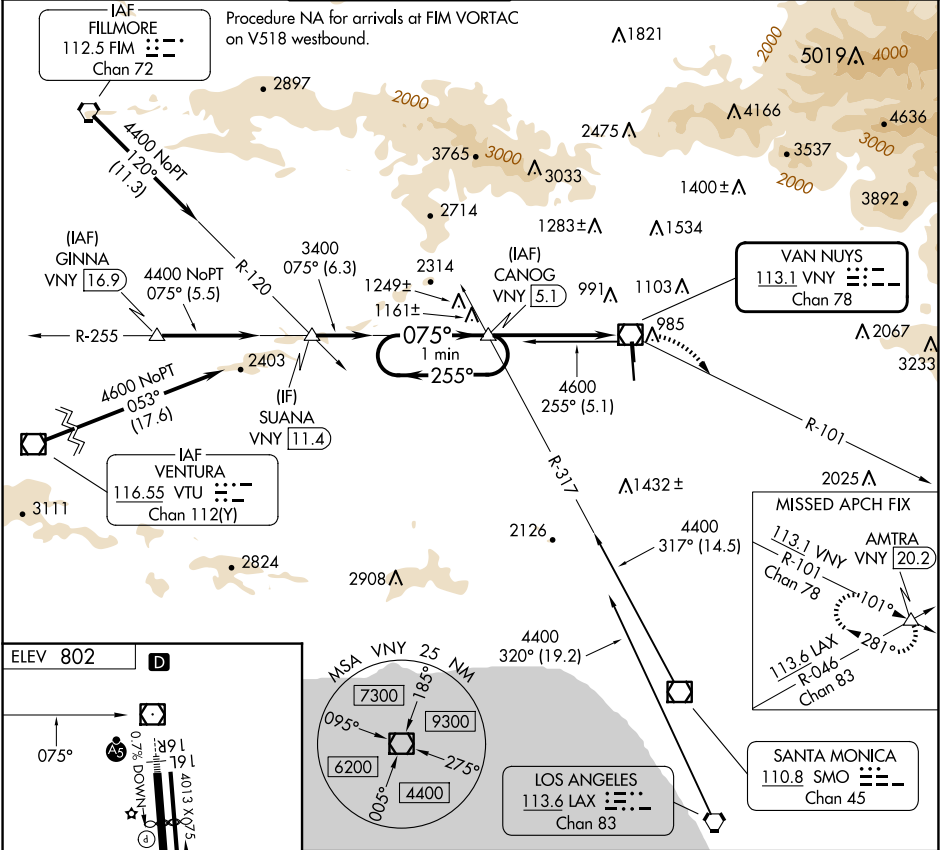 IAF
FILLMORE
112.5 FIM
Chan 72
Procedure NA for arrivals at FIM VORTAC
on V518 westbound.
1821
2000
5019
4000
2897
2000
4166
4636
2475
3000
3765
3000
3537
3033
2000
4400 NoPT
120°
(11.3)
1400±
3892
2714
1283±
1534
(IAF)
GINNA
VNY 16.9
4400 NoPT
075° (5.5)
R-120
3400
075° (6.3)
2314
1249±
1161±
(IAF)
CANOG
VNY 5.1
991
1103
VAN NUYS
113.1 VNY
Chan 78
R-255
075°
1 min
255°
985
2067
3233
4600 NoPT
053°
(17.6)
2403
(IF)
SUANA
VNY 11.4
4600
255° (5.1)
R-101
IAF
VENTURA
116.55 VTU
Chan 112(Y)
R-317
1432±
2025
3111
2126
4400
317° (14.5)
2824
2908
4400
320° (19.2)
MISSED APCH FIX
113.1 VNY
R-101
Chan 78
AMTRA
VNY 20.2
101°
281°
113.6 LAX
R-046
Chan 83
ELEV 802
D
075°
A5
0.7% DOWN
16R
16L
4013 X 75
P
MSA VNY 25 NM
7300
185°
095°
9300
6200
275°
005°
4400
LOS ANGELES
113.6 LAX
Chan 83
SANTA MONICA
110.8 SMO
Chan 45